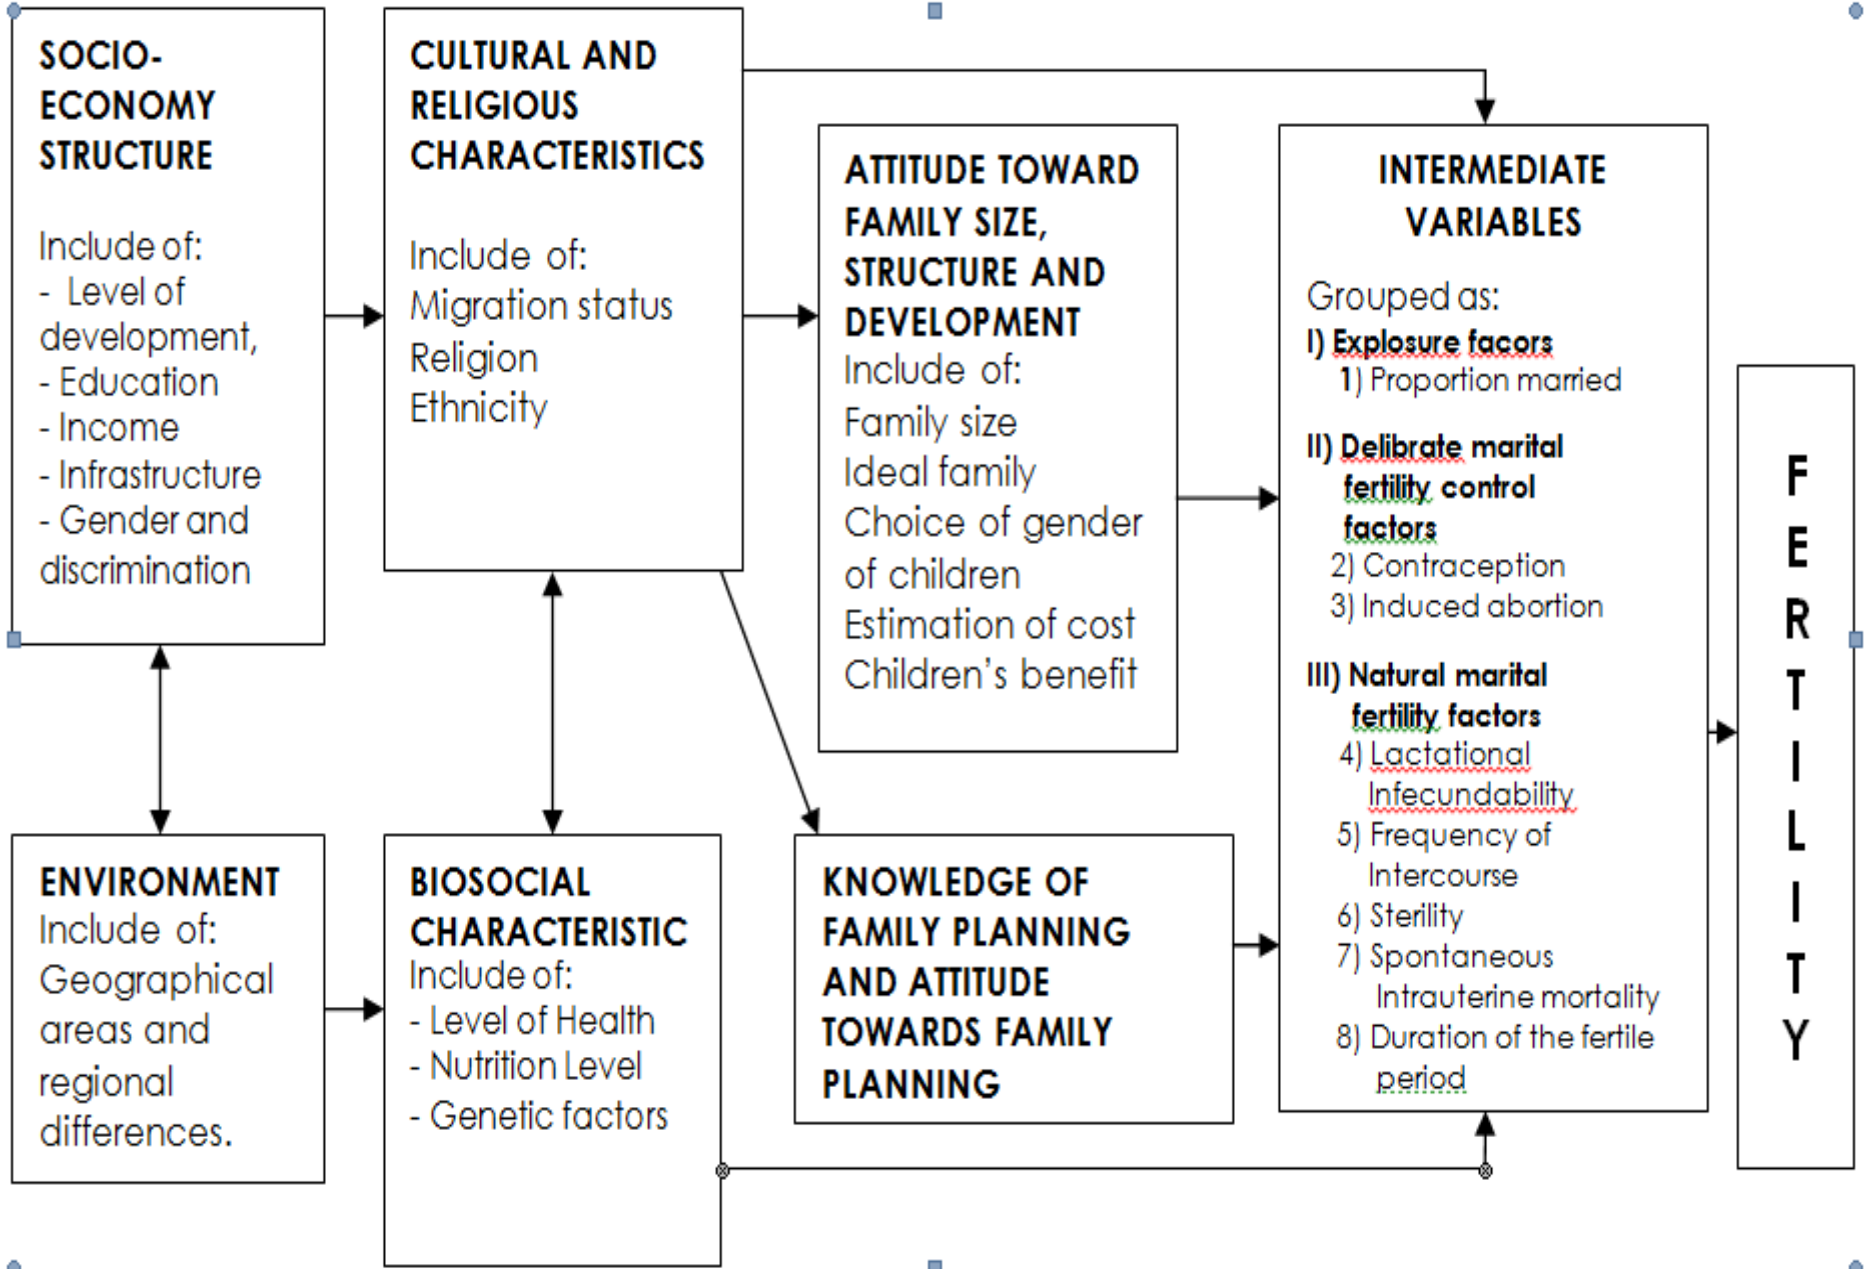 SOCIO-
ECONOMY
STRUCTURE
Include of:
- Level of
development,
- Education
- Income
- Infrastructure
- Gender and
discrimination
CULTURAL AND
RELIGIOUS
CHARACTERISTICS
Include of:
Migration status
Religion
Ethnicity
ATTITUDE TOWARD
FAMILY SIZE,
STRUCTURE AND
DEVELOPMENT
Include of:
Family size
Ideal family
Choice of gender
of children
Estimation of cost
Children's benefit
INTERMEDIATE
VARIABLES
Grouped as:
I) Explosure facors
1) Proportion married
II) Delibrate marital
fertility control
factors
2) Contraception
3) Induced abortion
III) Natural marital
fertility factors
4) Lactational
Infecundability
5) Frequency of
Intercourse
6) Sterility
7) Spontaneous
Intrauterine mortality
8) Duration of the fertile
period
F
E
R
T
I
L
I
T
Y
ENVIRONMENT
Include of:
Geographical
areas and
regional
differences.
BIOSOCIAL
CHARACTERISTIC
Include of:
- Level of Health
- Nutrition Level
- Genetic factors
KNOWLEDGE OF
FAMILY PLANNING
AND ATTITUDE
TOWARDS FAMILY
PLANNING